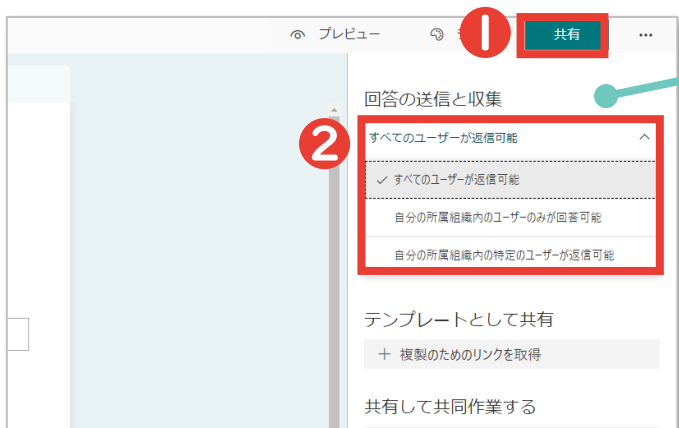 プレビュー
1
共有
...
回答の送信と収集
2
すべてのユーザーが返信可能
✓ すべてのユーザーが返信可能
自分の所属組織内のユーザーのみが回答可能
自分の所属組織内の特定のユーザーが返信可能
テンプレートとして共有
+ 複製のためのリンクを取得
共有して共同作業する